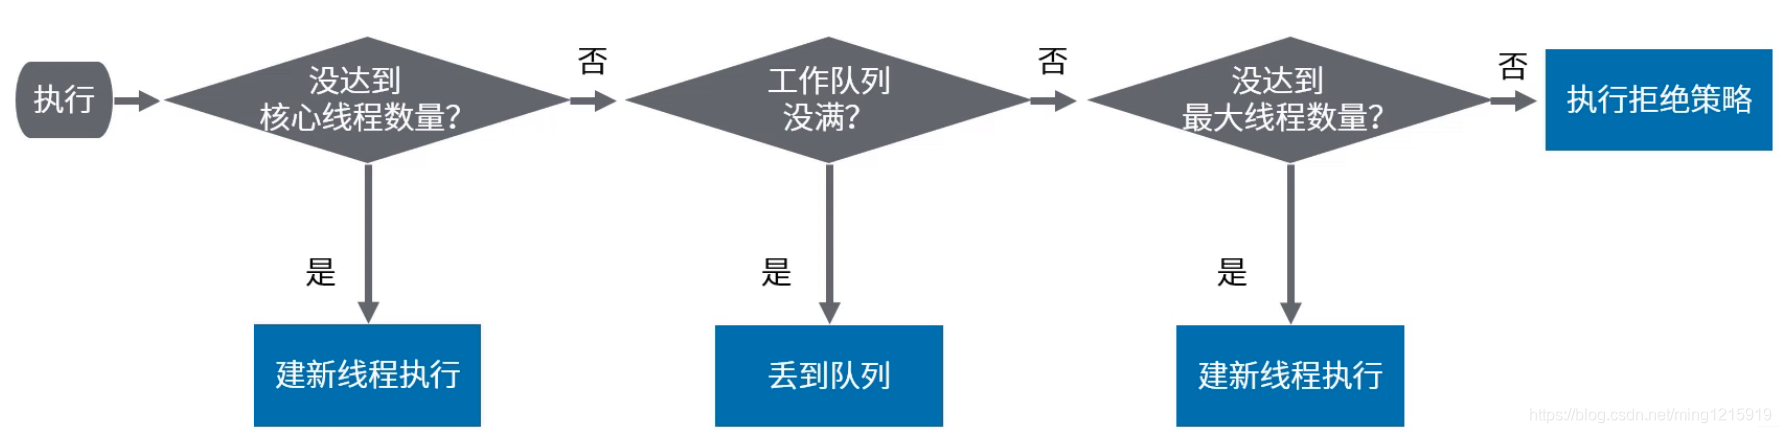 执行
没达到
核心线程数量?
否
工作队列
没满?
否
没达到
最大线程数量?
否
执行拒绝策略
是
是
是
建新线程执行
丢到队列
建新线程执行
https://blog.csdn.net/ming1215919